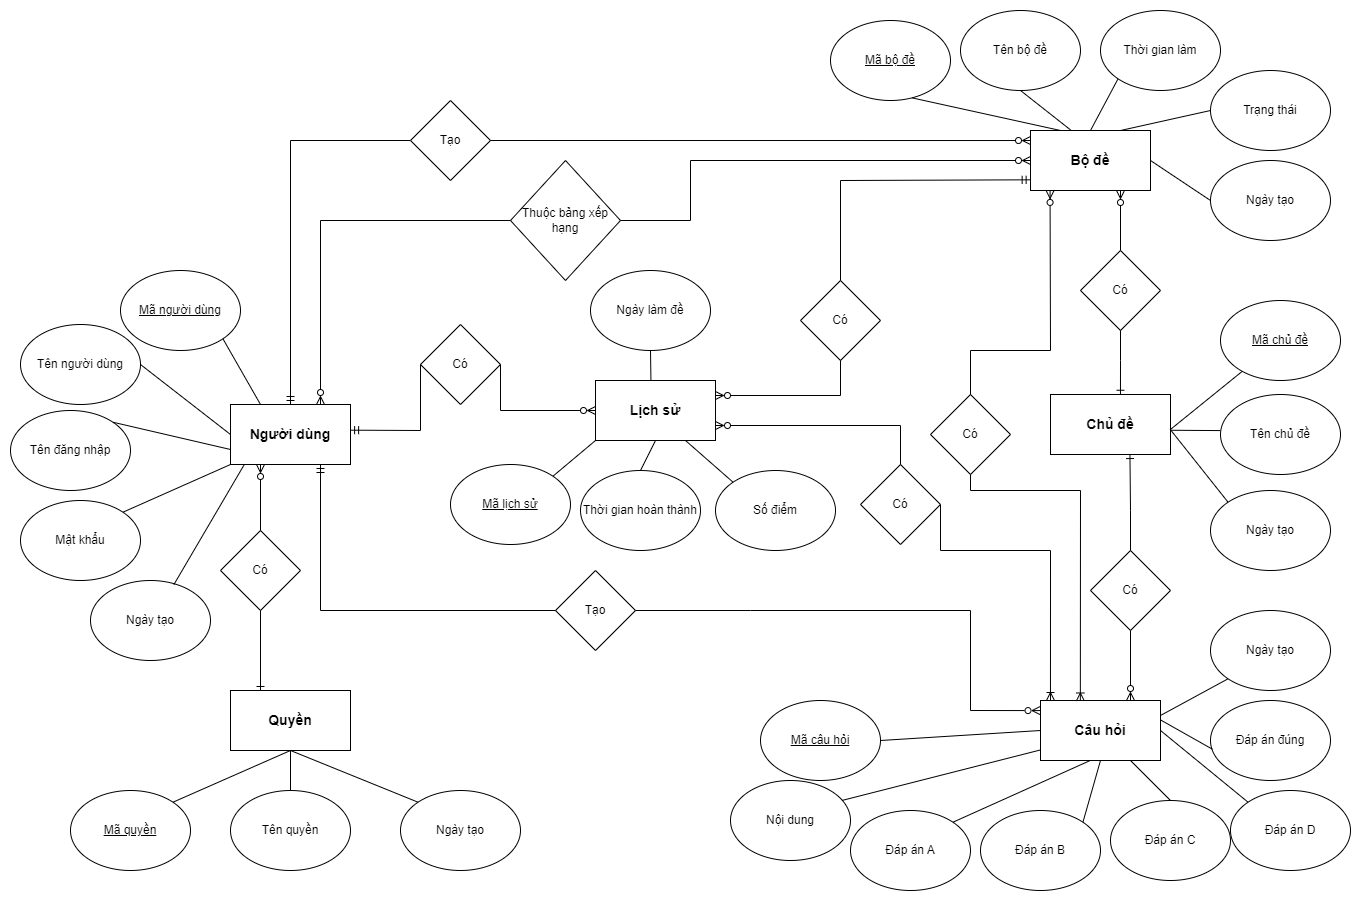 Mã bộ đề
Tên bộ đề
Thời gian làm
Trạng thái
Tạo
Bộ đề
Ngày tạo
Thuộc bảng xếp
hạng
Có
Mã người dùng
Ngày làm đề
Có
Mã chủ đề
Tên người dùng
Có
Lịch sử
Chủ đề
Người dùng
Có
Tên chủ đề
Tên đăng nhập
Mã lịch sử
Thời gian hoàn thành
Số điểm
Có
Ngày tạo
Mật khẩu
Có
Có
Tạo
Ngày tạo
Ngày tạo
Quyền
Câu hỏi
Mã câu hỏi
Đáp án đúng
Nội dung
Mã quyền
Tên quyền
Ngày tạo
Đáp án A
Đáp án B
Đáp án C
Đáp án D